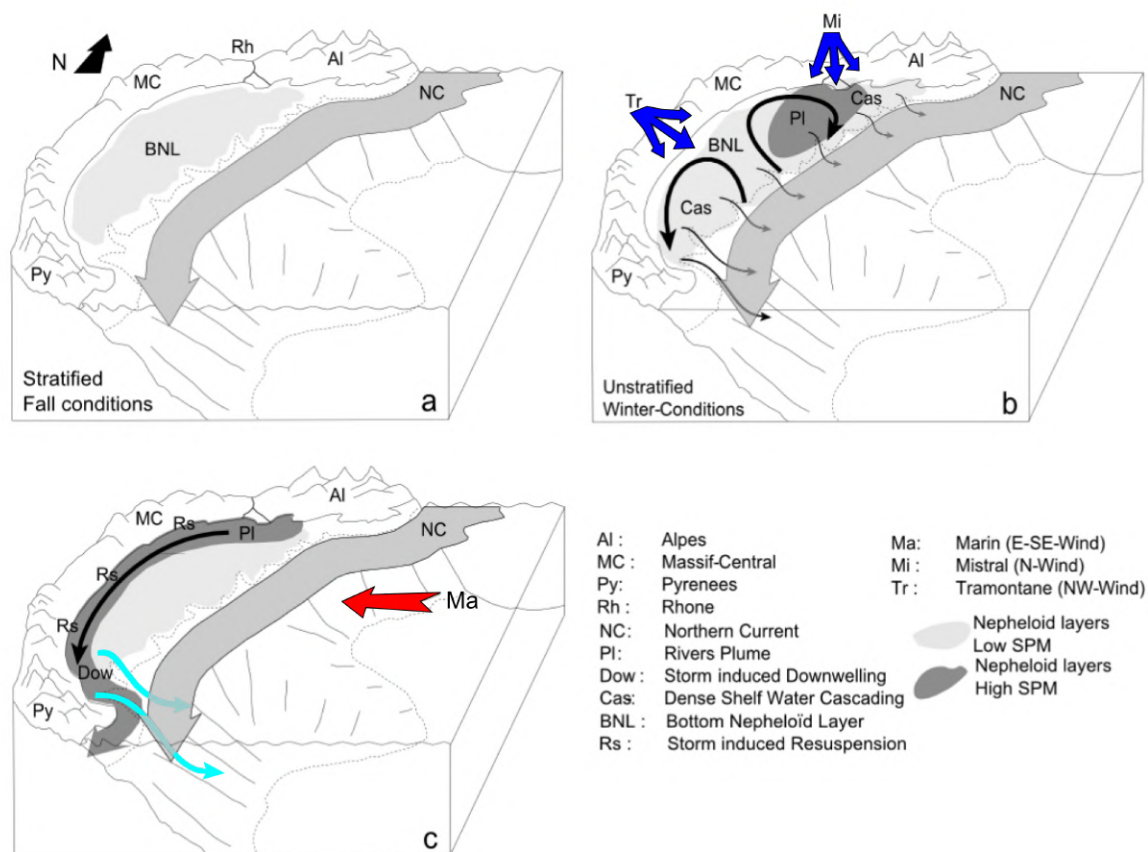 N
Rh
Al
MC
NC
BNL
Py
Stratified
Fall conditions
a
Mi
Al
MC
Tr
Cas
NC
Pl
BNL
Cas
Py
Unstratified
Winter-Conditions
b
Al
MC
Rs
Pl
NC
Rs
Ma
Rs
Dow
Py
c
Al : Alpes
MC : Massif-Central
Py: Pyrenees
Rh : Rhone
NC: Northern Current
Pl: Rivers Plume
Dow : Storm induced Downwelling
Cas: Dense Shelf Water Cascading
BNL : Bottom Nepheloïd Layer
Rs : Storm induced Resuspension
Ma: Marin (E-SE-Wind)
Mi : Mistral (N-Wind)
Tr : Tramontane (NW-Wind)
Nepheloid layers
Low SPM
Nepheloid layers
High SPM